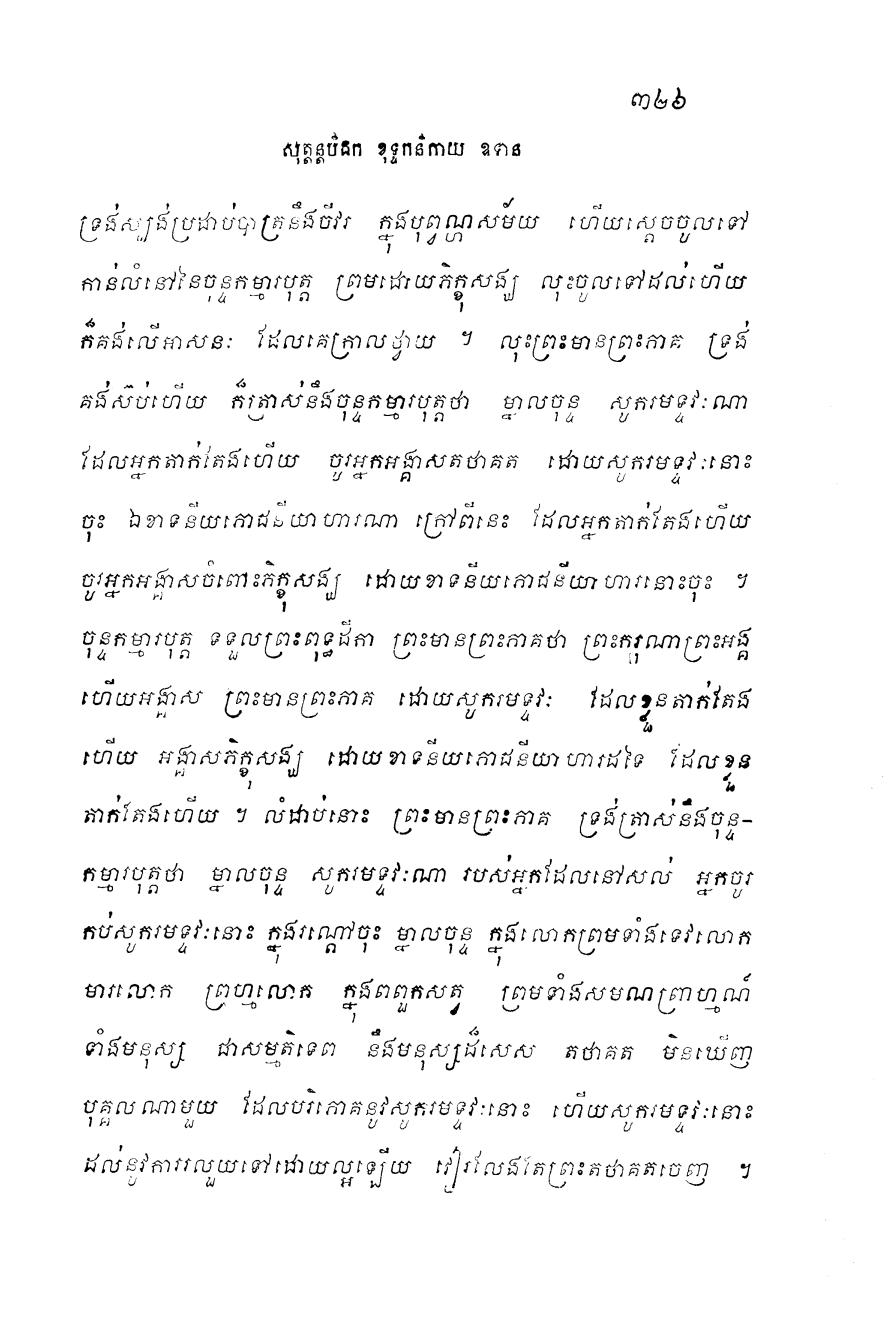 ៣២៦
សុត្តន្តបិដក ខុទ្ទកនិកាយ ឧទាន
ទ្រង់ស្បង់ប្រដាប់បាត្រនឹងចីវរ ក្នុងបុព្វណ្ហសម័យ ហើយស្តេចចូលទៅ
កាន់លំនៅនៃចុន្ទកម្មារបុត្ត ព្រមដោយភិក្ខុសង្ឃ លុះចូលទៅដល់ហើយ
ក៏គង់លើអាសនៈ ដែលគេក្រាលថ្វាយ ។ លុះព្រះមានព្រះភាគ ទ្រង់
គង់ស៊ប់ហើយ ក៏ត្រាស់នឹងចុន្ទកម្មារបុត្តថា ម្នាលចុន្ទ សូករមទ្ទវៈណា
ដែលអ្នកតាក់តែងហើយ ចូរអ្នកអង្គាសតថាគត ដោយសូករមទ្ទវៈនោះ
ចុះ ឯខាទនីយភោជនីយាហារណា ក្រៅពីនេះ ដែលអ្នកតាក់តែងហើយ
ចូរអ្នកអង្គាសចំពោះភិក្ខុសង្ឃ ដោយខាទនីយភោជនីយាហារនោះចុះ ។
ចុន្ទកម្មារបុត្ត ទទួលព្រះពុទ្ធដីកា ព្រះមានព្រះភាគថា ព្រះករុណាព្រះអង្គ
ហើយអង្គាស ព្រះមានព្រះភាគ ដោយសូករមទ្ទវៈ ដែលខ្លួនតាក់តែង
ហើយ អង្គាសភិក្ខុសង្ឃ ដោយខាទនីយភោជនីយាហារដទៃ ដែលខ្លួន
តាក់តែងហើយ ។ លំដាប់នោះ ព្រះមានព្រះភាគ ទ្រង់ត្រាស់នឹងចុន្ទ-
កម្មារបុត្តថា ម្នាលចុន្ទ សូករមទ្ទវៈណា របស់អ្នកដែលនៅសល់ អ្នកចូរ
កប់សូករមទ្ទវៈនោះ ក្នុងរណ្តៅចុះ ម្នាលចុន្ទ ក្នុងលោកព្រមទាំងទេវលោក
មារលោក ព្រហ្មលោក ក្នុងពពួកសត្វ ព្រមទាំងសមណព្រាហ្មណ៍
ទាំងមនុស្ស ជាសម្មតិទេព នឹងមនុស្សដ៏សេស តថាគត មិនឃើញ
បុគ្គលណាមួយ ដែលបរិភោគនូវសូករមទ្ទវៈនោះ ហើយសូករមទ្ទវៈនោះ
ដល់នូវការរលួយទៅដោយល្អឡើយ វៀរលែងតែព្រះតថាគតចេញ ។